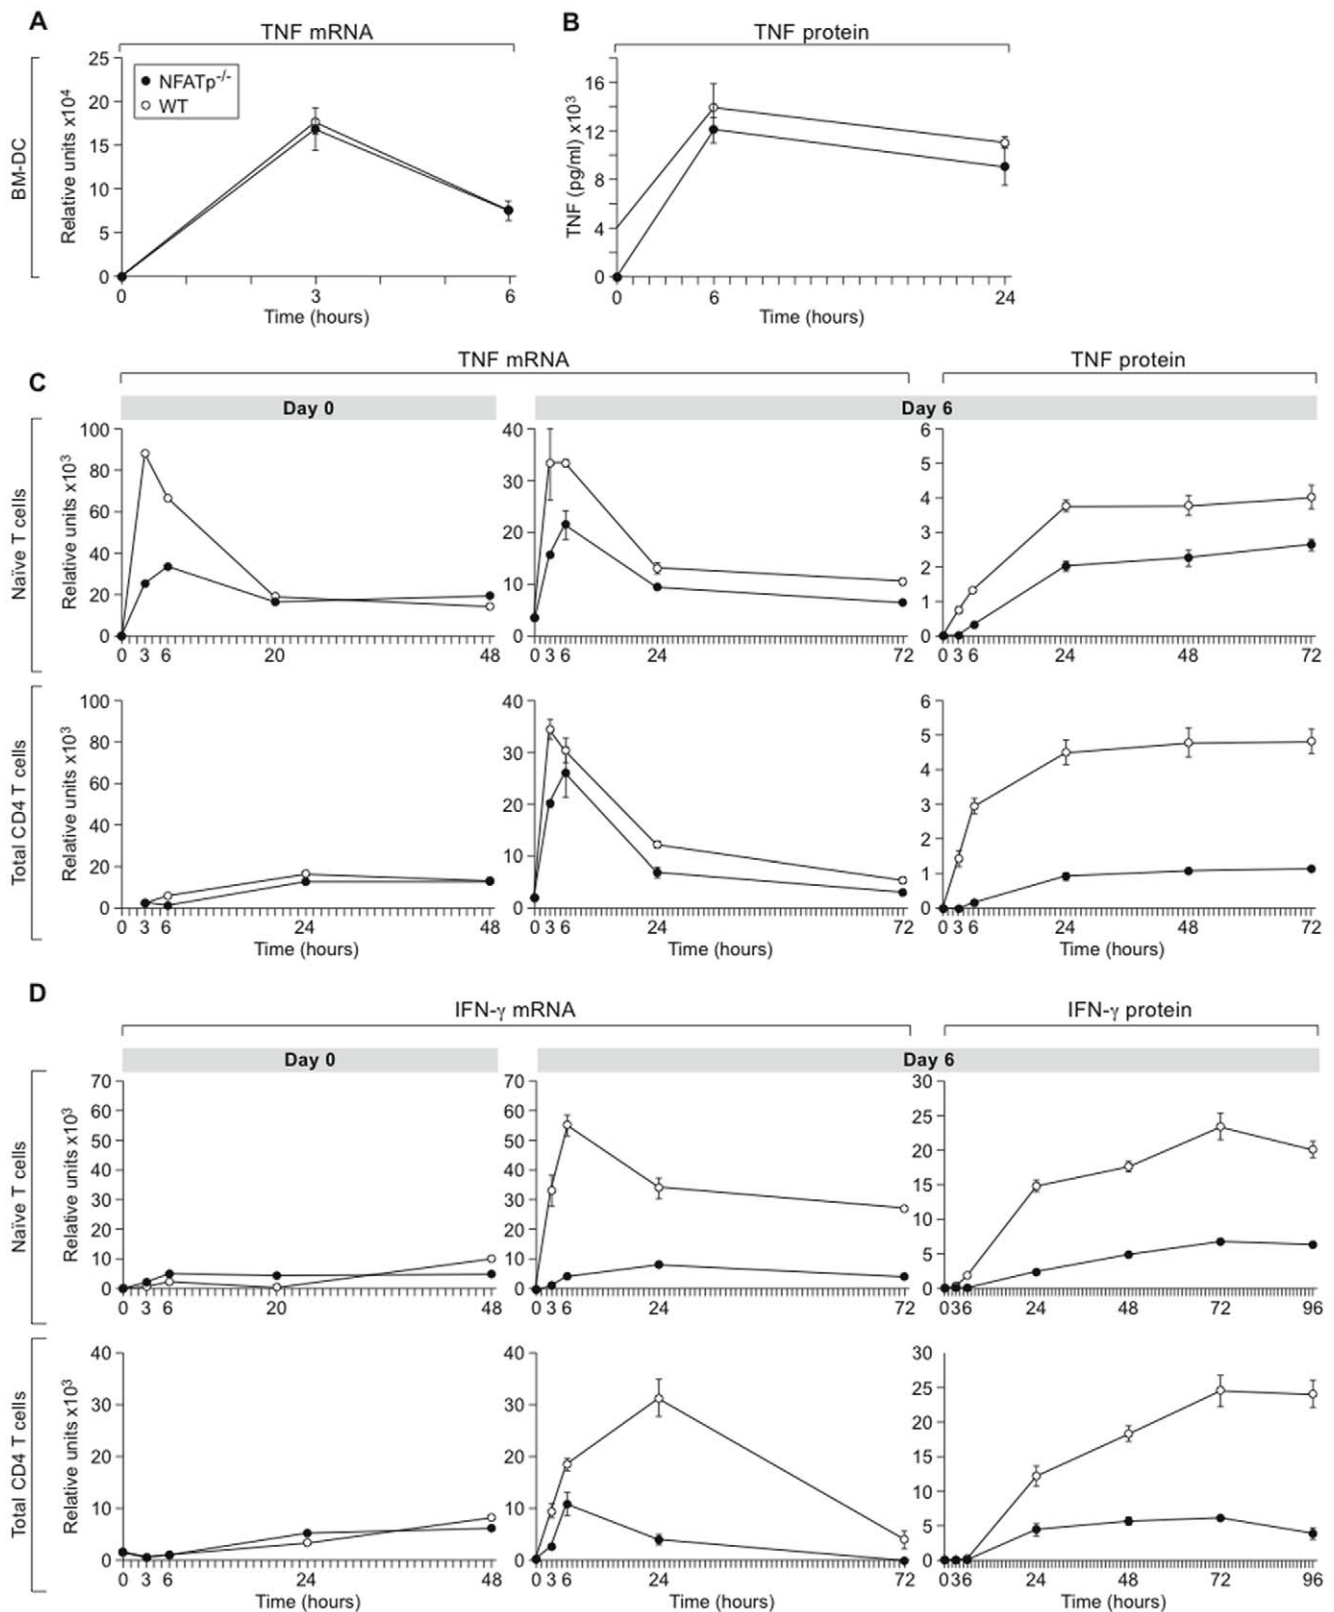 A
TNF mRNA
BM-DC
Relative units x10⁴
25
20
15
10
5
0
NFATp-/-
WT
0 3 6
Time (hours)
B
TNF protein
TNF (pg/ml) x10³
16
12
8
4
0
0 6 24
Time (hours)
C
TNF mRNA
TNF protein
Day 0
Day 6
Naïve T cells
Relative units x10³
100
80
60
40
20
0
0 3 6 20 48
40
30
20
10
0
0 3 6 24 72
6
5
4
3
2
1
0
0 3 6 24 48 72
Total CD4 T cells
Relative units x10³
100
80
60
40
20
0
0 3 6 24 48
Time (hours)
40
30
20
10
0
0 3 6 24 72
Time (hours)
6
5
4
3
2
1
0
0 3 6 24 48 72
Time (hours)
D
IFN-γ mRNA
IFN-γ protein
Day 0
Day 6
Naïve T cells
Relative units x10³
70
60
50
40
30
20
10
0
0 3 6 20 48
70
60
50
40
30
20
10
0
0 3 6 24 72
30
25
20
15
10
5
0
0 3 6 24 48 72 96
Total CD4 T cells
Relative units x10³
40
30
20
10
0
0 3 6 24 48
Time (hours)
40
30
20
10
0
0 3 6 24 72
Time (hours)
30
25
20
15
10
5
0
0 3 6 24 48 72 96
Time (hours)